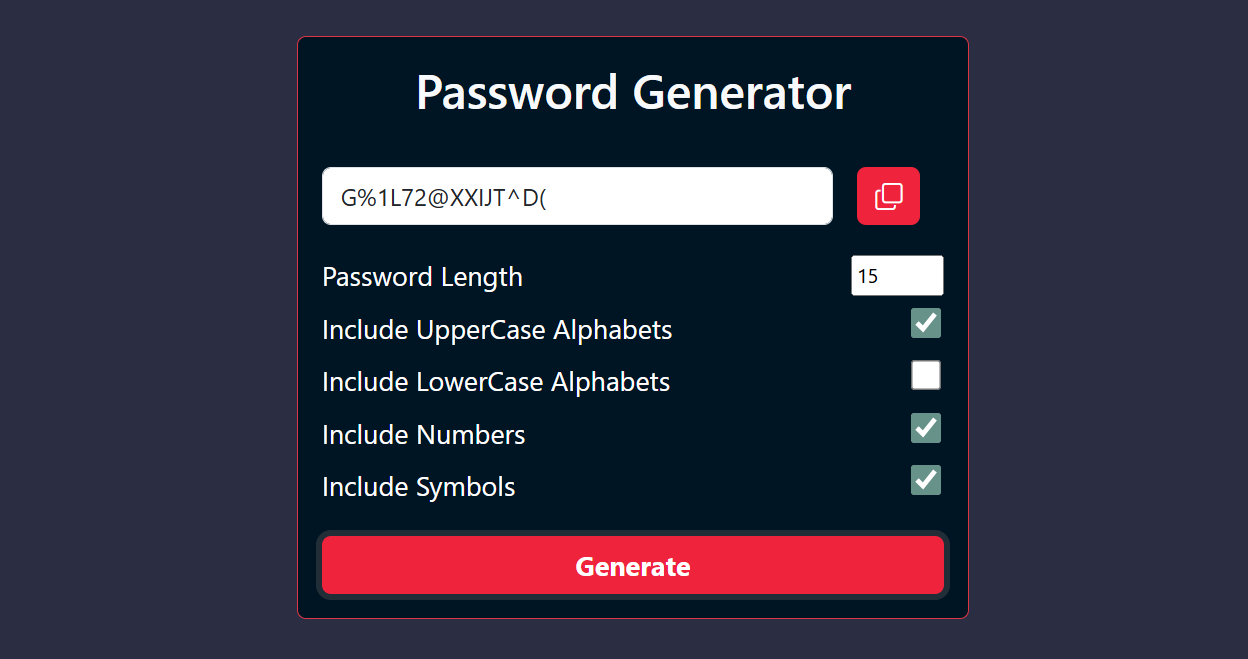 Password Generator
G%1L72@XXIJT^D(
Password Length
15
Include UpperCase Alphabets
Include LowerCase Alphabets
Include Numbers
Include Symbols
Generate